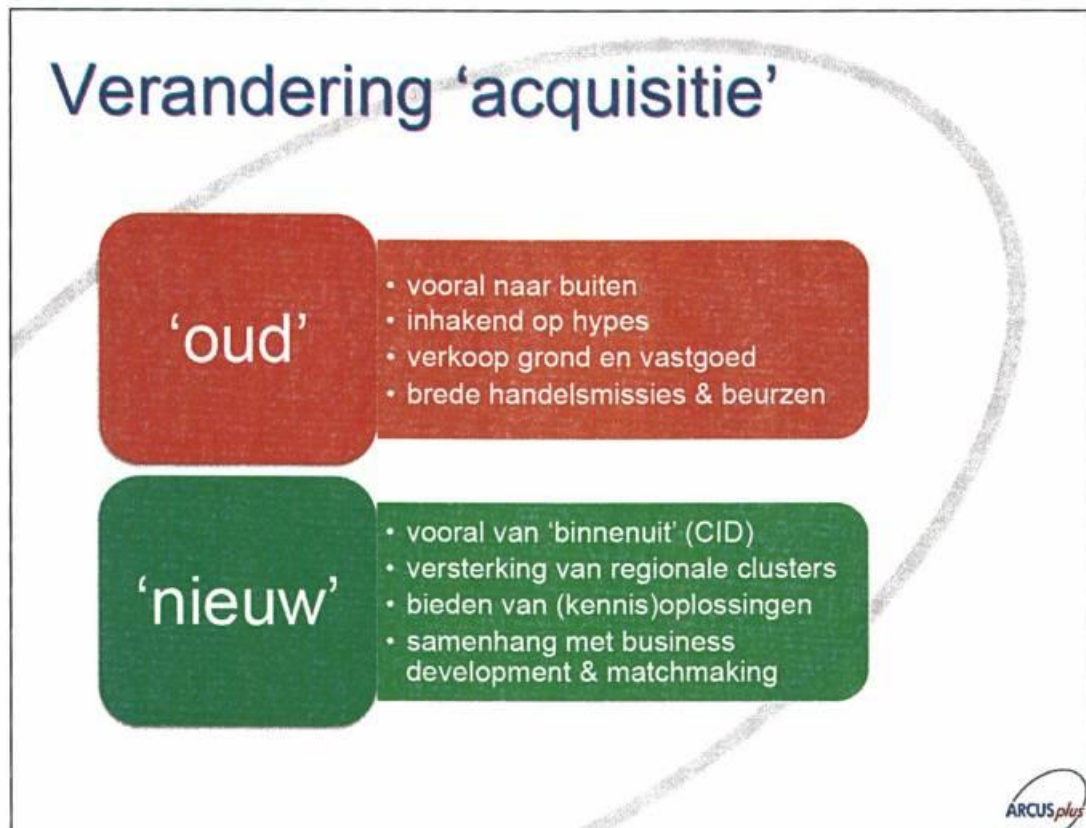 Verandering ‘acquisitie’
‘oud’
• vooral naar buiten
• inhakend op hypes
• verkoop grond en vastgoed
• brede handelsmissies & beurzen
‘nieuw’
• vooral van ‘binnenuit’ (CID)
• versterking van regionale clusters
• bieden van (kennis)oplossingen
• samenhang met business
development & matchmaking
ARCUSplus